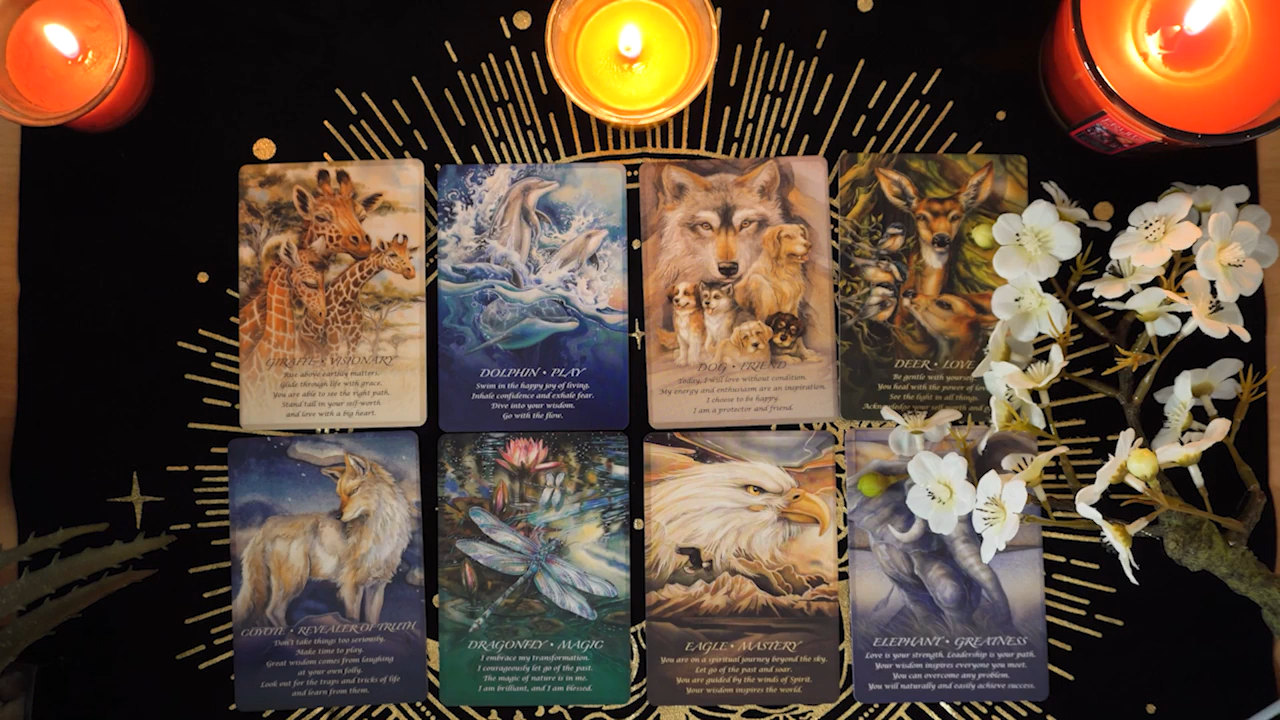 GIRAFFE • VISIONARY
Rise above earthly matters.
Glide through life with grace.
You are able to see the right path.
Stand tall in your self-worth
and love with a big heart.
DOLPHIN • PLAY
Swim in the happy joy of living.
Inhale confidence and exhale fear.
Dive into your wisdom.
Go with the flow.
DOG • FRIEND
Today, I will love without condition.
My energy and enthusiasm are an inspiration.
I choose to be happy.
I am a protector and friend.
DEER • LOVE
Be gentle with yourself.
You heal with the power of love
See the light in all things.
Acknowledge your self-worth and
COYOTE • REVEALER OF TRUTH
Don't take things too seriously.
Make time to play.
Great wisdom comes from laughing
at your own folly.
Look out for the traps and tricks of life
and learn from them.
DRAGONFLY • MAGIC
I embrace my transformation.
I courageously let go of the past.
The magic of nature is in me.
I am brilliant, and I am blessed.
EAGLE • MASTERY
You are on a spiritual journey beyond the sky.
Let go of the past and soar.
You are guided by the winds of Spirit.
Your wisdom inspires the world.
ELEPHANT • GREATNESS
Love is your strength. Leadership is your path.
Your wisdom inspires everyone you meet.
You can overcome any problem.
You will naturally and easily achieve success.